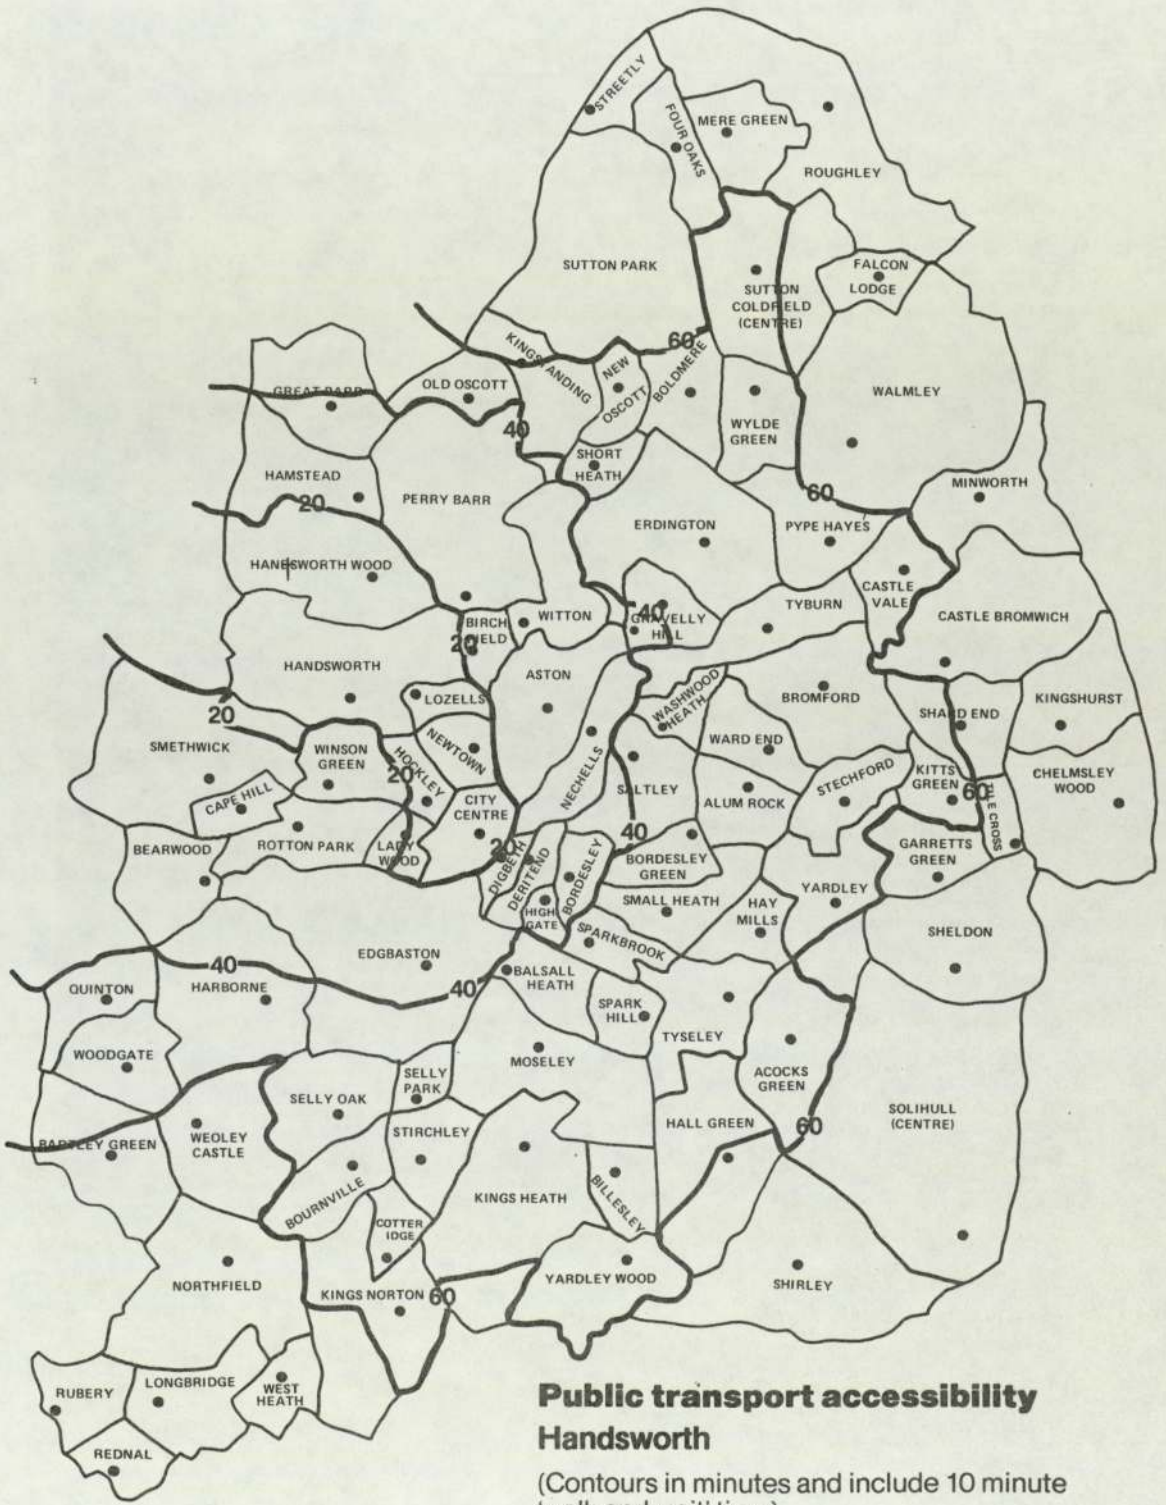 STREETLY
FOUR OAKS
MERE GREEN
ROUGHLEY
SUTTON PARK
FALCON
LODGE
SUTTON
COLDFIELD
(CENTRE)
60
KINGSTANDING
NEW
OSCOTT
BOLDMERE
OLD OSCOTT
WALMLEY
WYLDE
GREEN
40
SHORT
HEATH
HAMSTEAD
20
PERRY BARR
60
MINWORTH
ERDINGTON
PYPE HAYES
WOOD
CASTLE
VALE
TYBURN
40
GRAVELLY
HILL
WITTON
BIRCH
FIELD
20
CASTLE BROMWICH
HANDSWORTH
ASTON
LOZELLS
WASHWOOD
HEATH
BROMFORD
SHARD END
KINGSHURST
20
SMETHWICK
WINSON
GREEN
HOCKLEY
20
NEWTOWN
NECHELLS
WARD END
SALTLEY
ALUM ROCK
STECHFORD
KITTS
GREEN
60
TILE CROSS
CHELMSLEY
WOOD
CAPE HILL
CITY
CENTRE
20
40
BEARWOOD
ROTTON PARK
LADY
WOOD
DIGBETH
DERITEND
BORDESLEY
BORDESLEY
GREEN
GARRETTS
GREEN
HIGH
GATE
SMALL HEATH
HAY
MILLS
YARDLEY
SPARKBROOK
SHELDON
EDGBASTON
40
40
QUINTON
HARBORNE
BALSALL
HEATH
SPARK
HILL
TYSELEY
WOODGATE
MOSELEY
ACOCKS
GREEN
SELLY
PARK
SELLY OAK
SOLIHULL
(CENTRE)
HALL GREEN
60
BARTLEY GREEN
WEOLEY
CASTLE
STIRCHLEY
BOURNVILLE
KINGS HEATH
BILLESLEY
COTTER
IDGE
NORTHFIELD
KINGS NORTON
60
YARDLEY WOOD
SHIRLEY
RUBERY
LONGBRIDGE
WEST
HEATH
REDNAL
Public transport accessibility
Handsworth
(Contours in minutes and include 10 minute